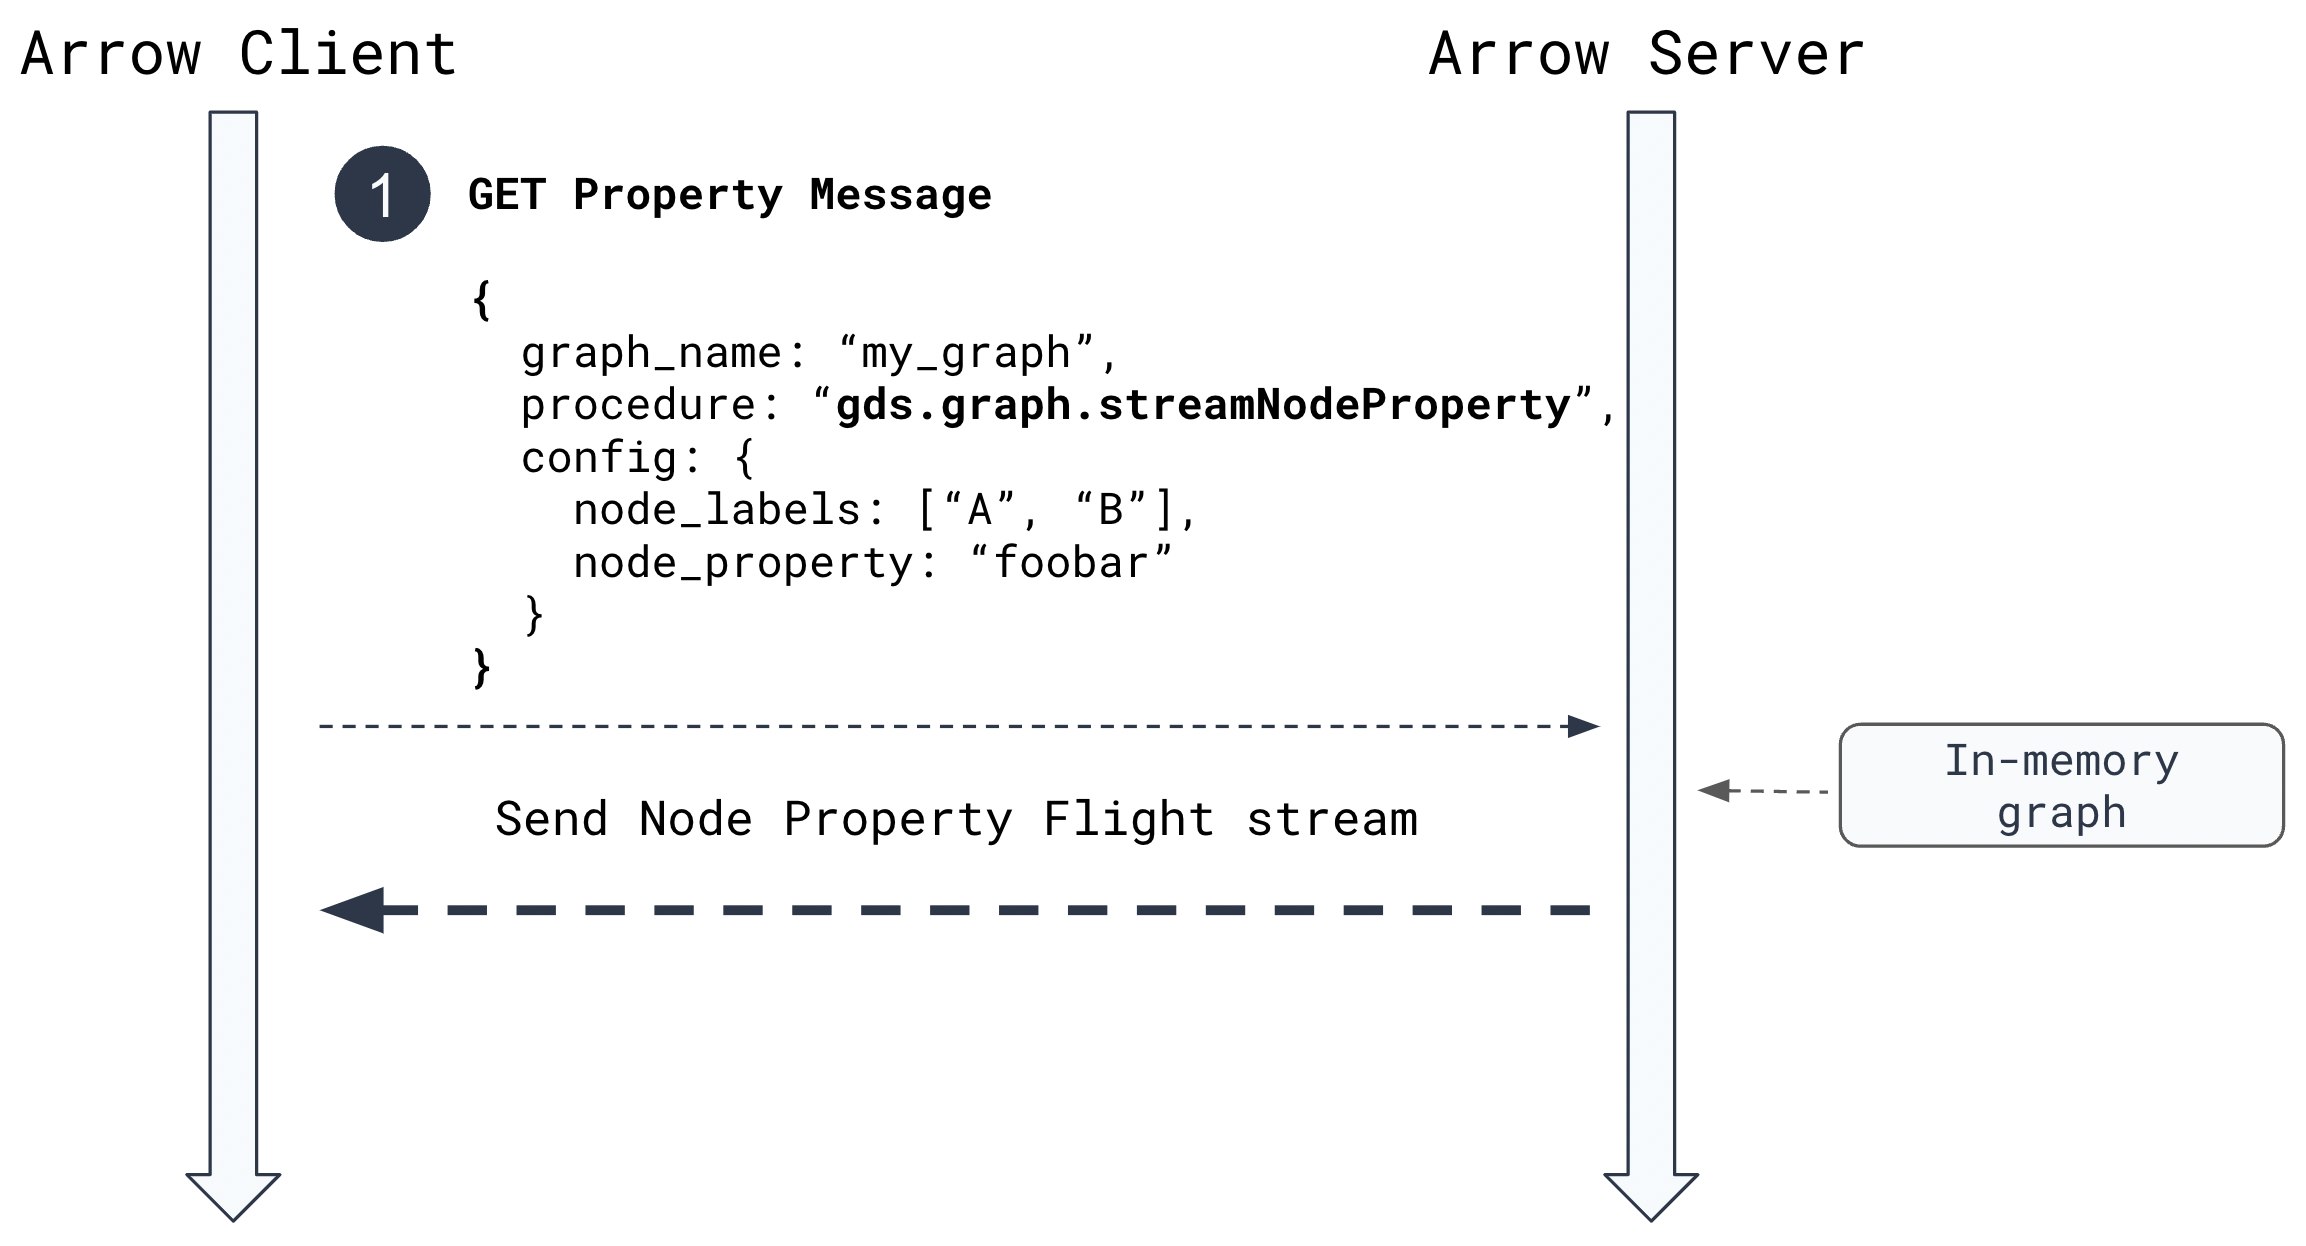 Arrow Client
Arrow Server
1
GET Property Message
{
graph_name: “my_graph”,
procedure: “gds.graph.streamNodeProperty”,
config: {
node_labels: [“A”, “B”],
node_property: “foobar”
}
}
In-memory
graph
Send Node Property Flight stream